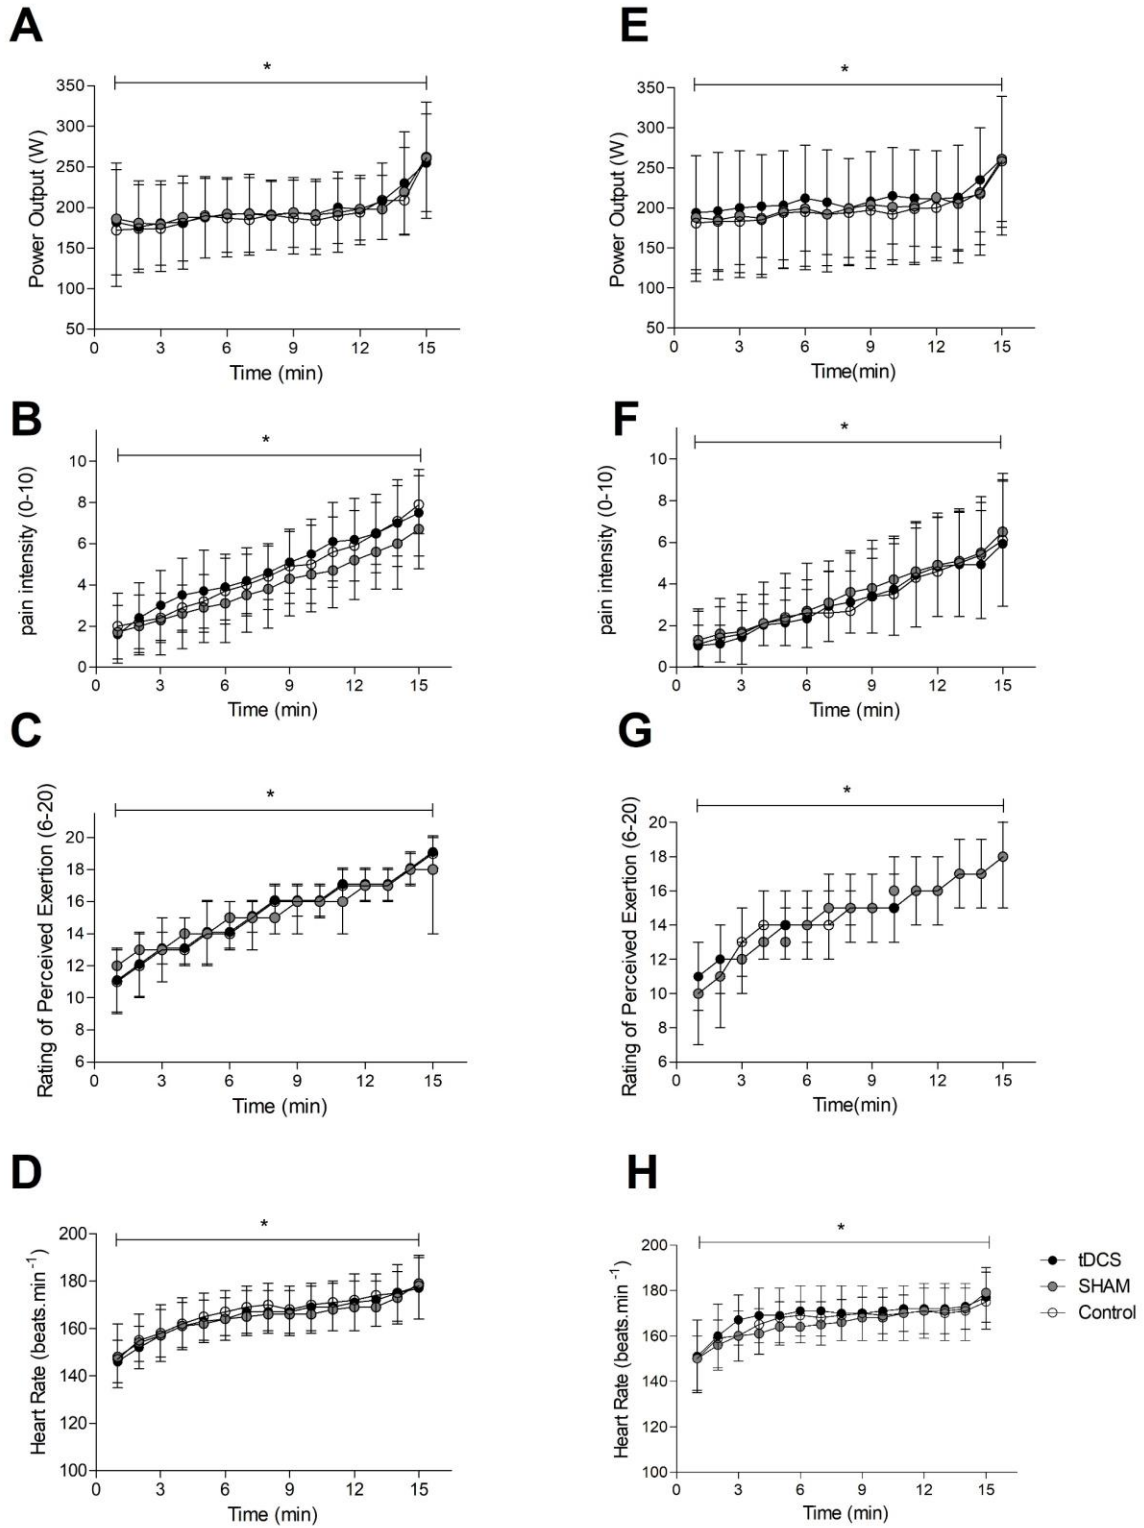 A
*
350
300
250
200
150
100
50
Power Output (W)
0 3 6 9 12 15
Time (min)
E
*
350
300
250
200
150
100
50
Power Output (W)
0 3 6 9 12 15
Time(min)
B
*
10
8
6
4
2
0
pain intensity (0-10)
0 3 6 9 12 15
Time (min)
F
*
10
8
6
4
2
0
pain intensity (0-10)
0 3 6 9 12 15
Time (min)
C
*
20
18
16
14
12
10
8
6
Rating of Perceived Exertion (6-20)
0 3 6 9 12 15
Time (min)
G
*
20
18
16
14
12
10
8
6
Rating of Perceived Exertion (6-20)
0 3 6 9 12 15
Time(min)
D
*
200
180
160
140
120
100
Heart Rate (beats.min⁻¹)
0 3 6 9 12 15
Time (min)
H
*
200
180
160
140
120
100
Heart Rate (beats.min⁻¹)
0 3 6 9 12 15
Time (min)
tDCS
SHAM
Control